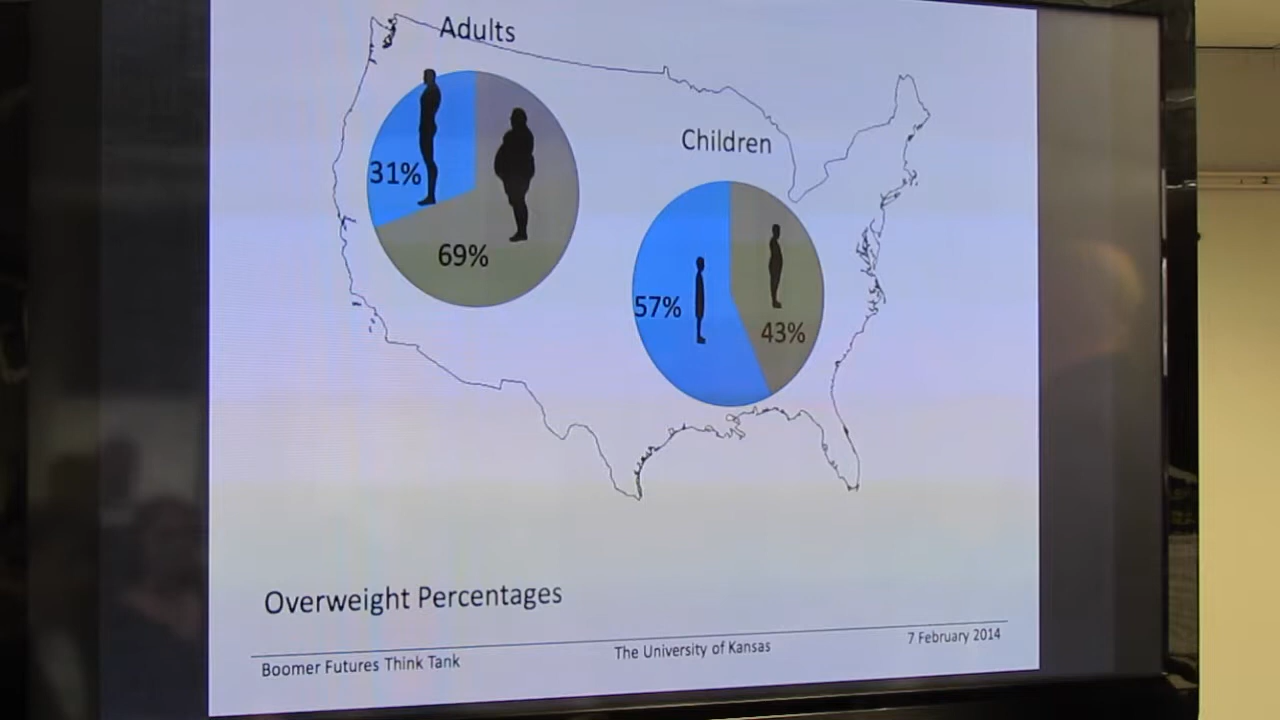 Adults
31%
69%
Children
57%
43%
Overweight Percentages
Boomer Futures Think Tank
The University of Kansas
7 February 2014